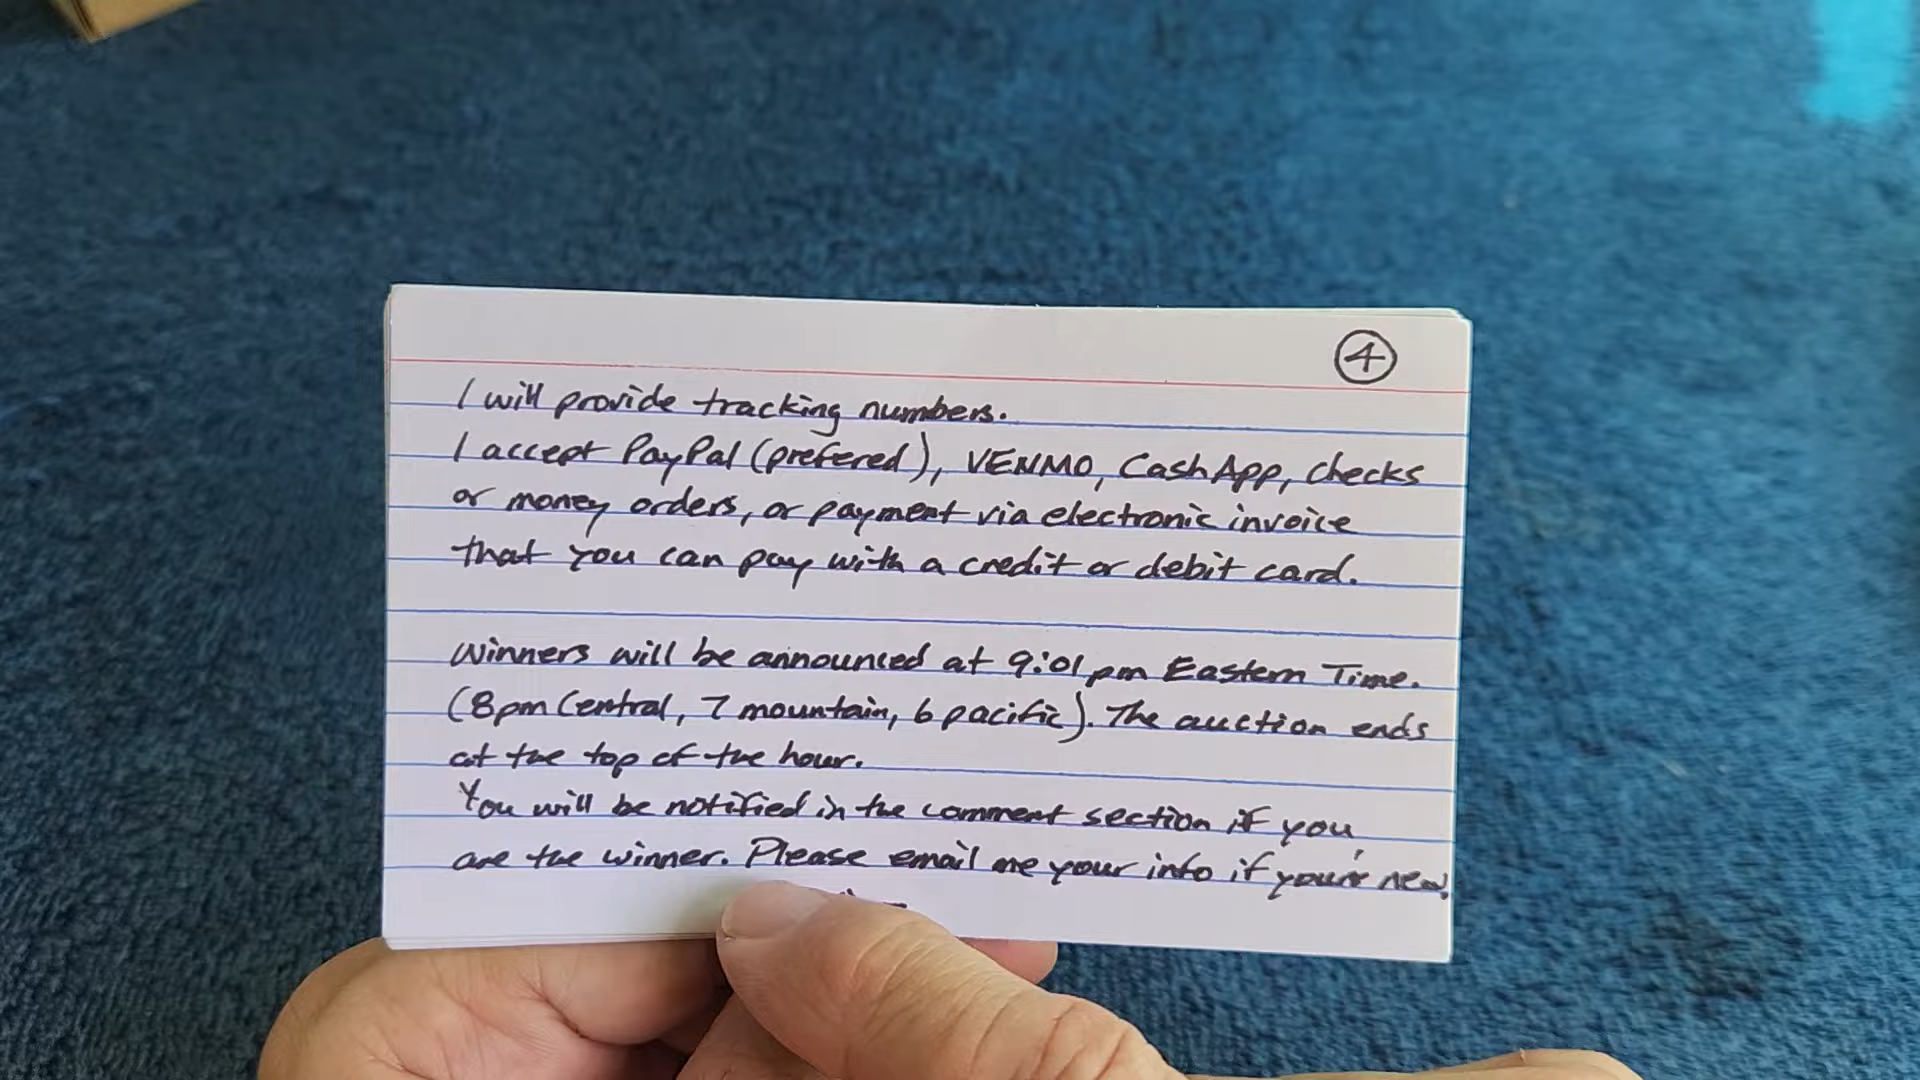 4
I will provide tracking numbers.
I accept PayPal (prefered), VENMO, Cash App, checks
or money orders, or payment via electronic invoice
that you can pay with a credit or debit card.
Winners will be announced at 9:01 pm Eastern Time.
(8pm Central, 7 mountain, 6 pacific). The auction ends
at the top of the hour.
You will be notified in the comment section if you
are the winner. Please email me your info if you're new.